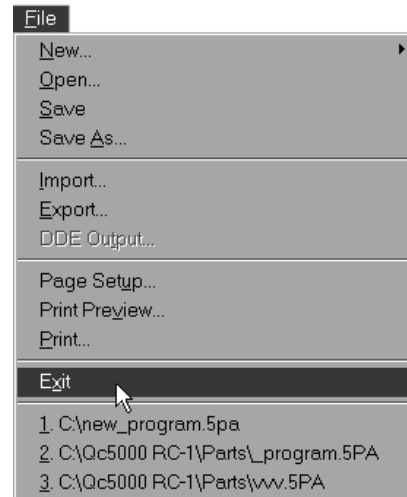 File
New...
Open...
Save
Save As...
Import...
Export...
DDE Output...
Page Setup...
Print Preview...
Print...
Exit
1. C:\new_program.5pa
2. C:\Qc5000 RC-1\Parts\_program.5PA
3. C:\Qc5000 RC-1\Parts\vvv.5PA